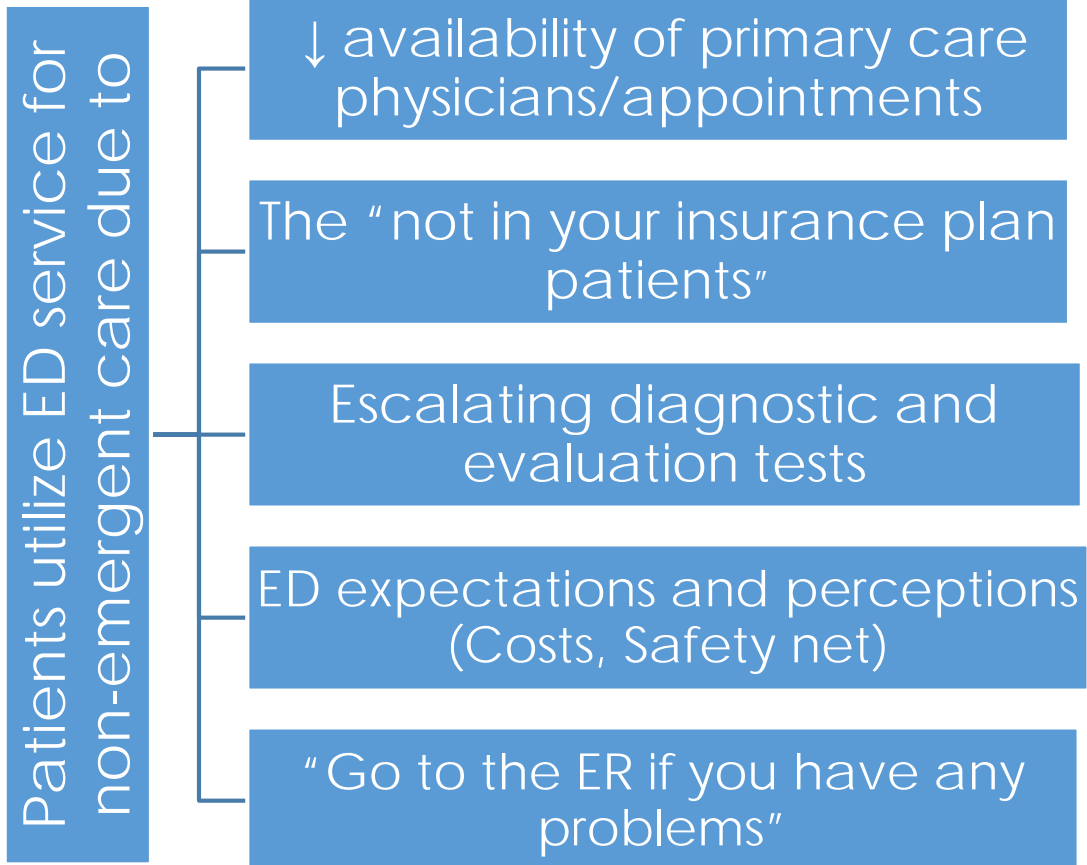 Patients utilize ED service for
non-emergent care due to
↓ availability of primary care
physicians/appointments
The “not in your insurance plan
patients”
Escalating diagnostic and
evaluation tests
ED expectations and perceptions
(Costs, Safety net)
“Go to the ER if you have any
problems”